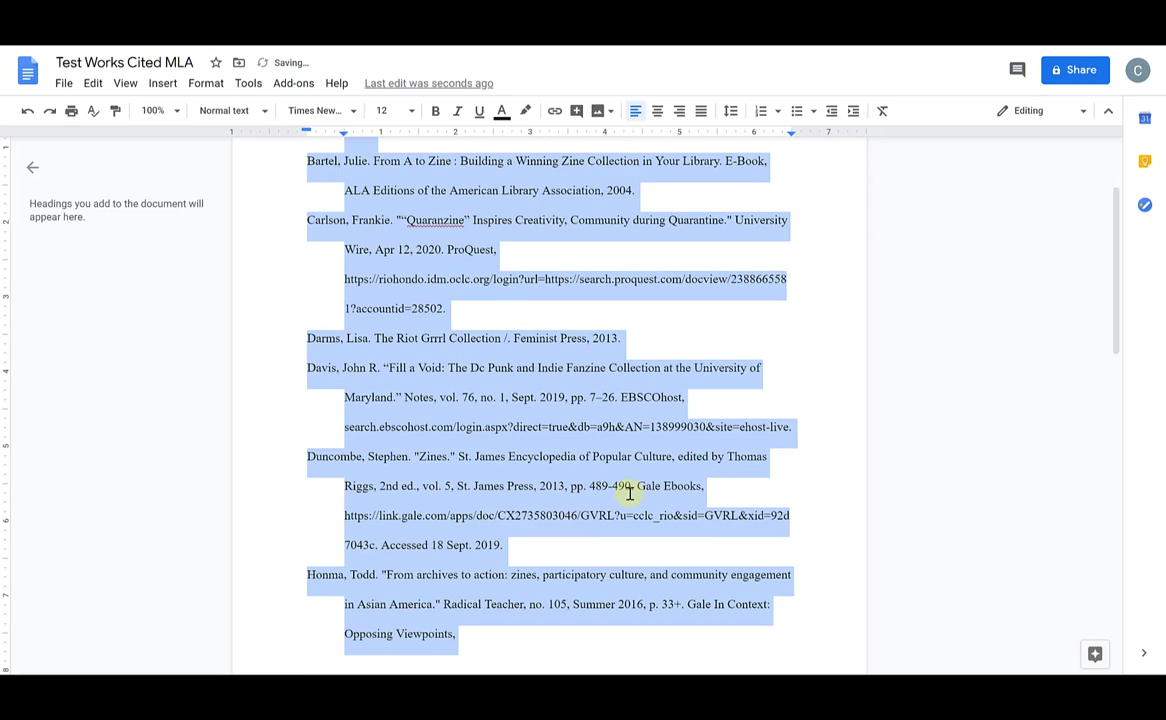 Test Works Cited MLA Saving...
File Edit View Insert Format Tools Add-ons Help Last edit was seconds ago
Share
C
100% Normal text Times New... 12 B I U A Editing
1 1 2 3 4 5 6 7
Headings you add to the document will
appear here.
Bartel, Julie. From A to Zine : Building a Winning Zine Collection in Your Library. E-Book,
ALA Editions of the American Library Association, 2004.
Carlson, Frankie. "“Quaranzine” Inspires Creativity, Community during Quarantine." University
Wire, Apr 12, 2020. ProQuest,
https://riohondo.idm.oclc.org/login?url=https://search.proquest.com/docview/238866558
1?accountid=28502.
Darms, Lisa. The Riot Grrrl Collection /. Feminist Press, 2013.
Davis, John R. “Fill a Void: The Dc Punk and Indie Fanzine Collection at the University of
Maryland.” Notes, vol. 76, no. 1, Sept. 2019, pp. 7–26. EBSCOhost,
search.ebscohost.com/login.aspx?direct=true&db=a9h&AN=138999030&site=ehost-live.
Duncombe, Stephen. "Zines." St. James Encyclopedia of Popular Culture, edited by Thomas
Riggs, 2nd ed., vol. 5, St. James Press, 2013, pp. 489-490. Gale Ebooks,
https://link.gale.com/apps/doc/CX2735803046/GVRL?u=cclc_rio&sid=GVRL&xid=92d
7043c. Accessed 18 Sept. 2019.
Honma, Todd. "From archives to action: zines, participatory culture, and community engagement
in Asian America." Radical Teacher, no. 105, Summer 2016, p. 33+. Gale In Context:
Opposing Viewpoints,